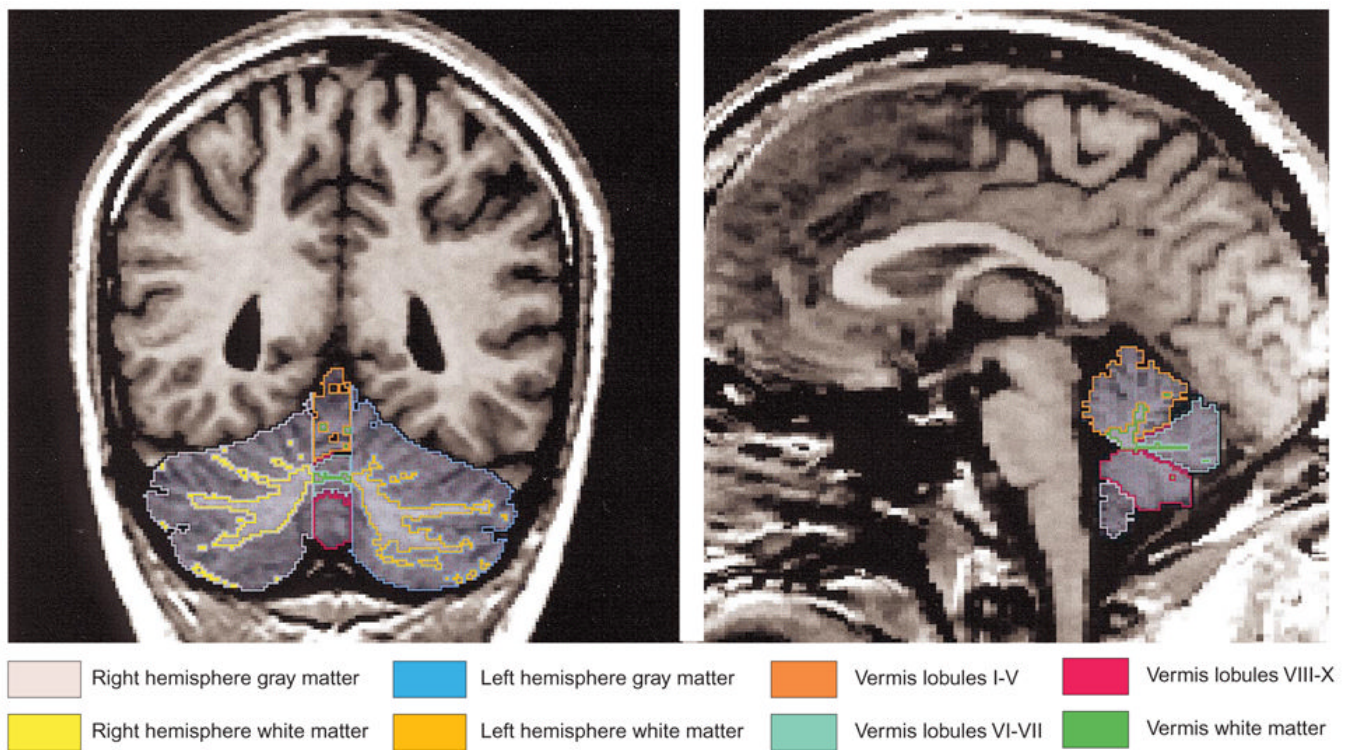 Right hemisphere gray matter
Left hemisphere gray matter
Vermis lobules I-V
Vermis lobules VIII-X
Right hemisphere white matter
Left hemisphere white matter
Vermis lobules VI-VII
Vermis white matter